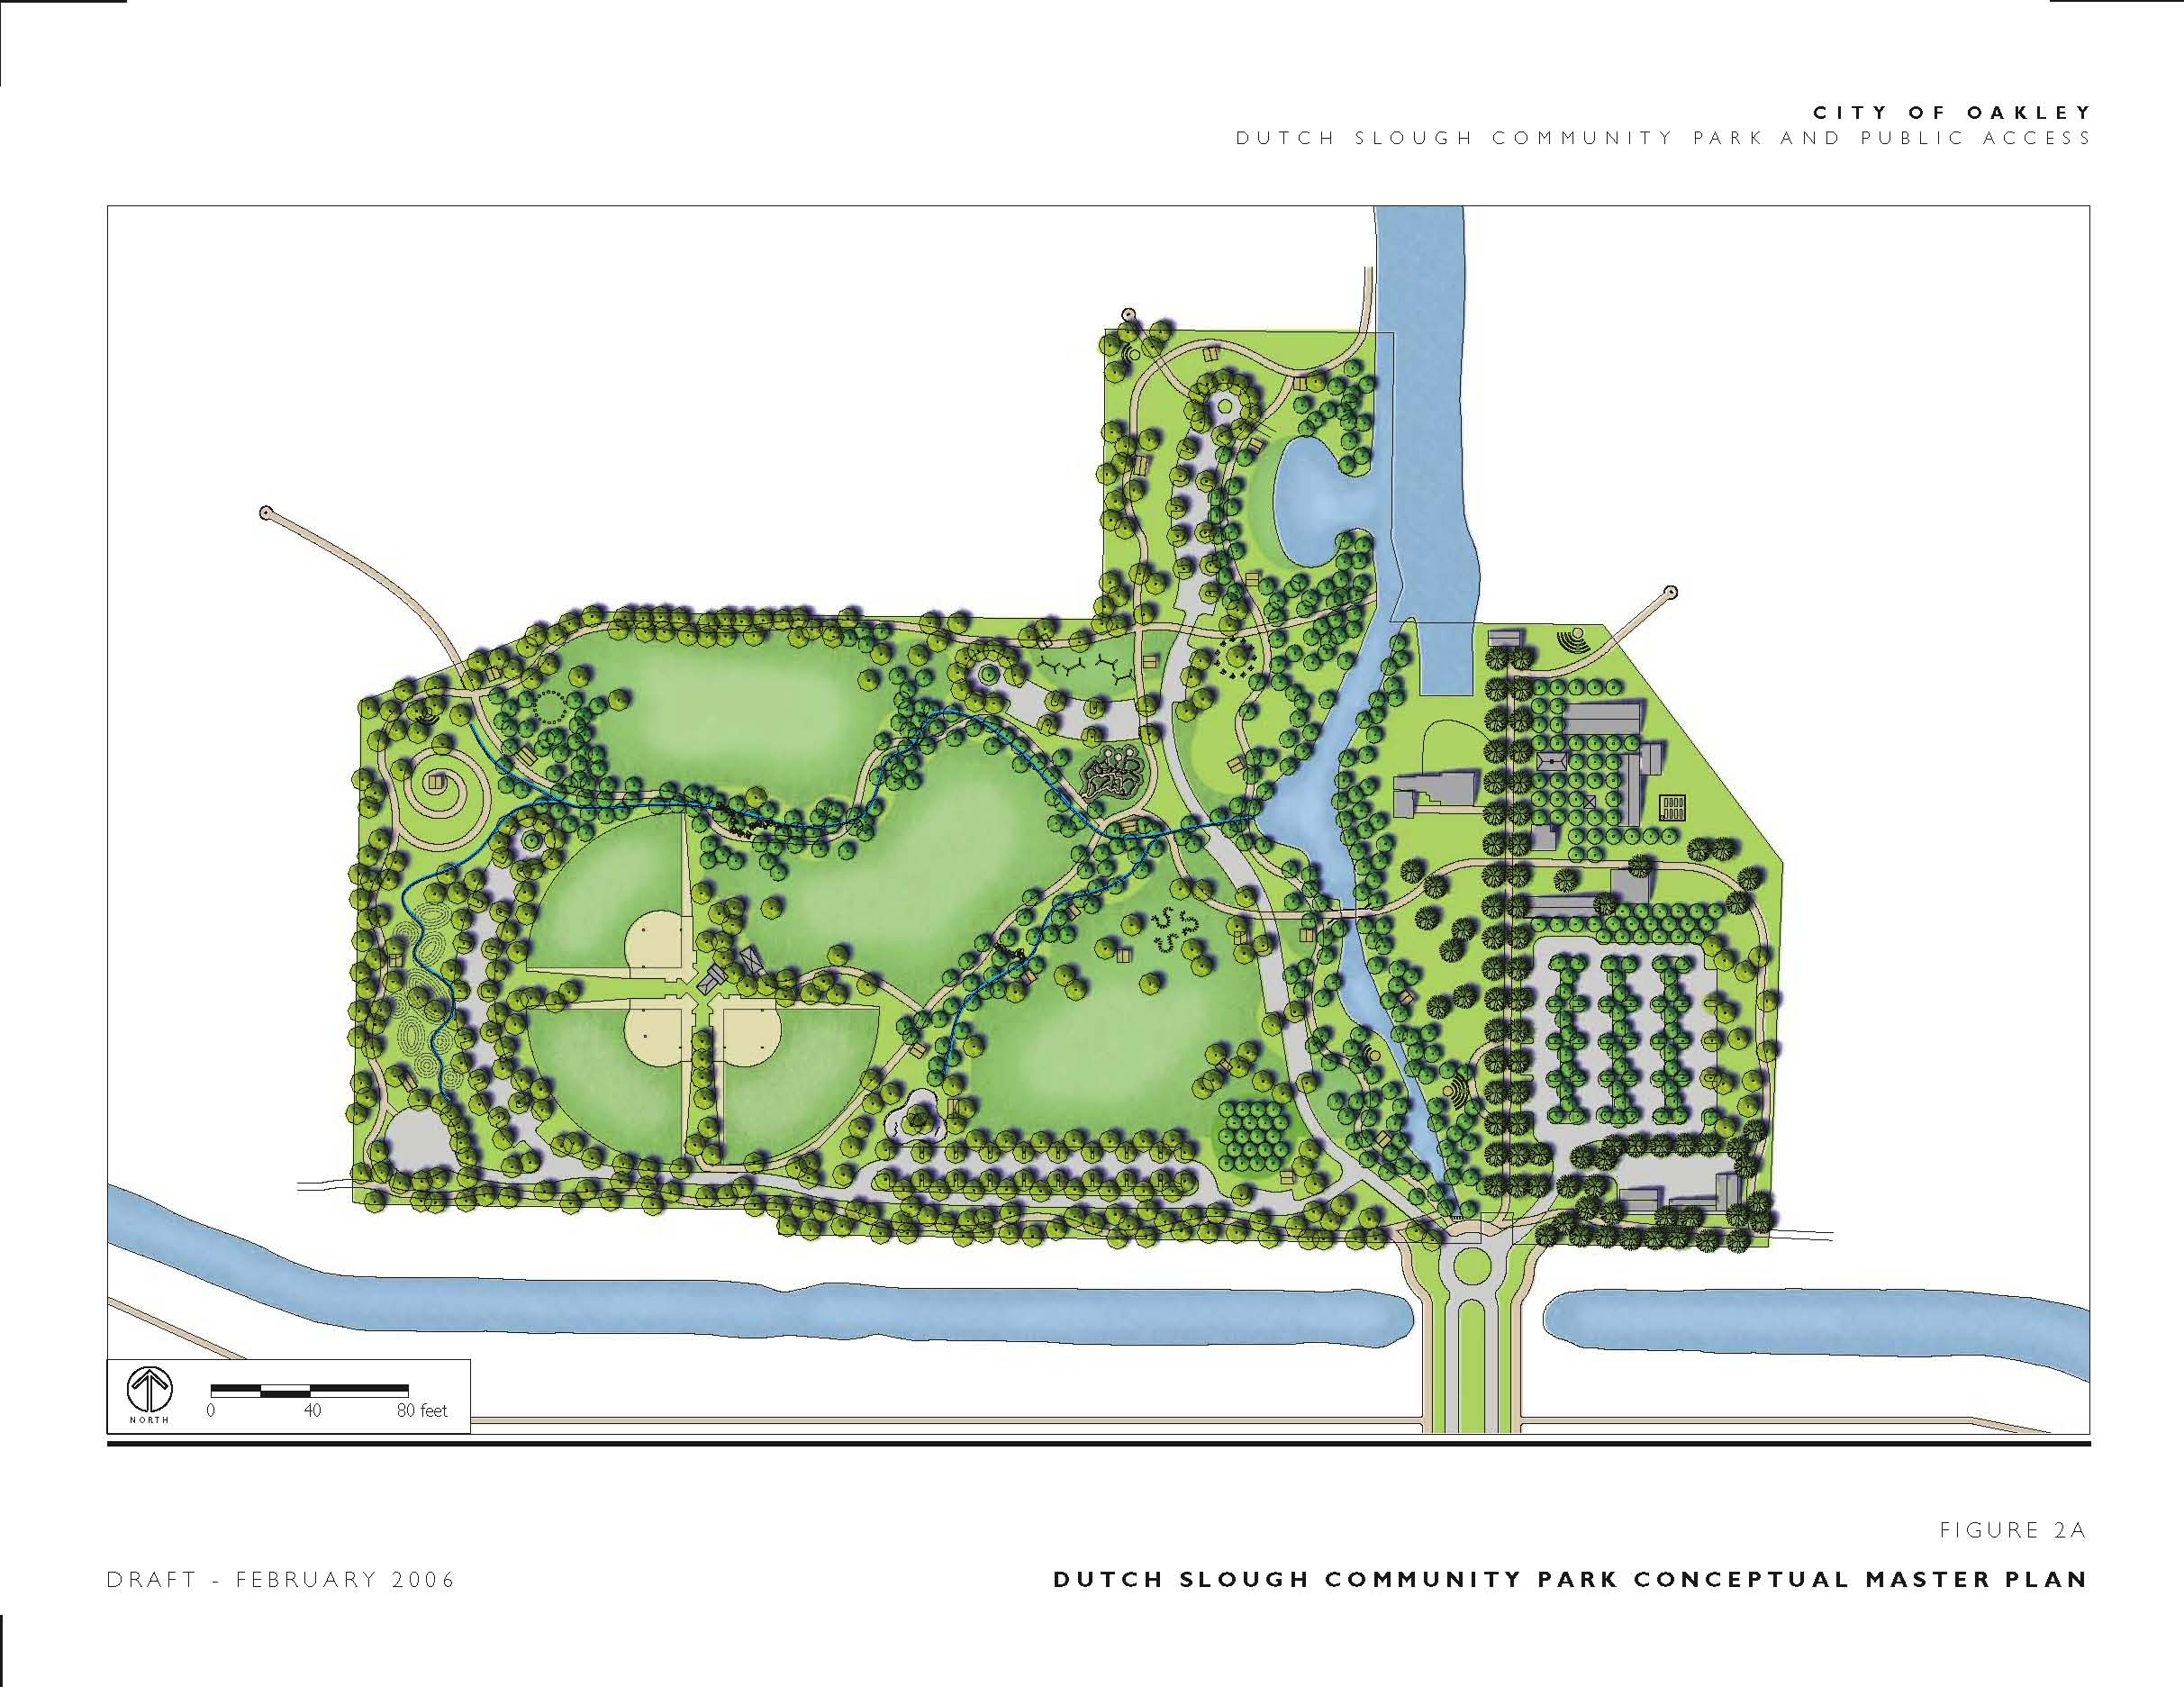 CITY OF OAKLEY
DUTCH SLOUGH COMMUNITY PARK AND PUBLIC ACCESS
NORTH
0 40 80 feet
FIGURE 2A
DRAFT - FEBRUARY 2006
DUTCH SLOUGH COMMUNITY PARK CONCEPTUAL MASTER PLAN